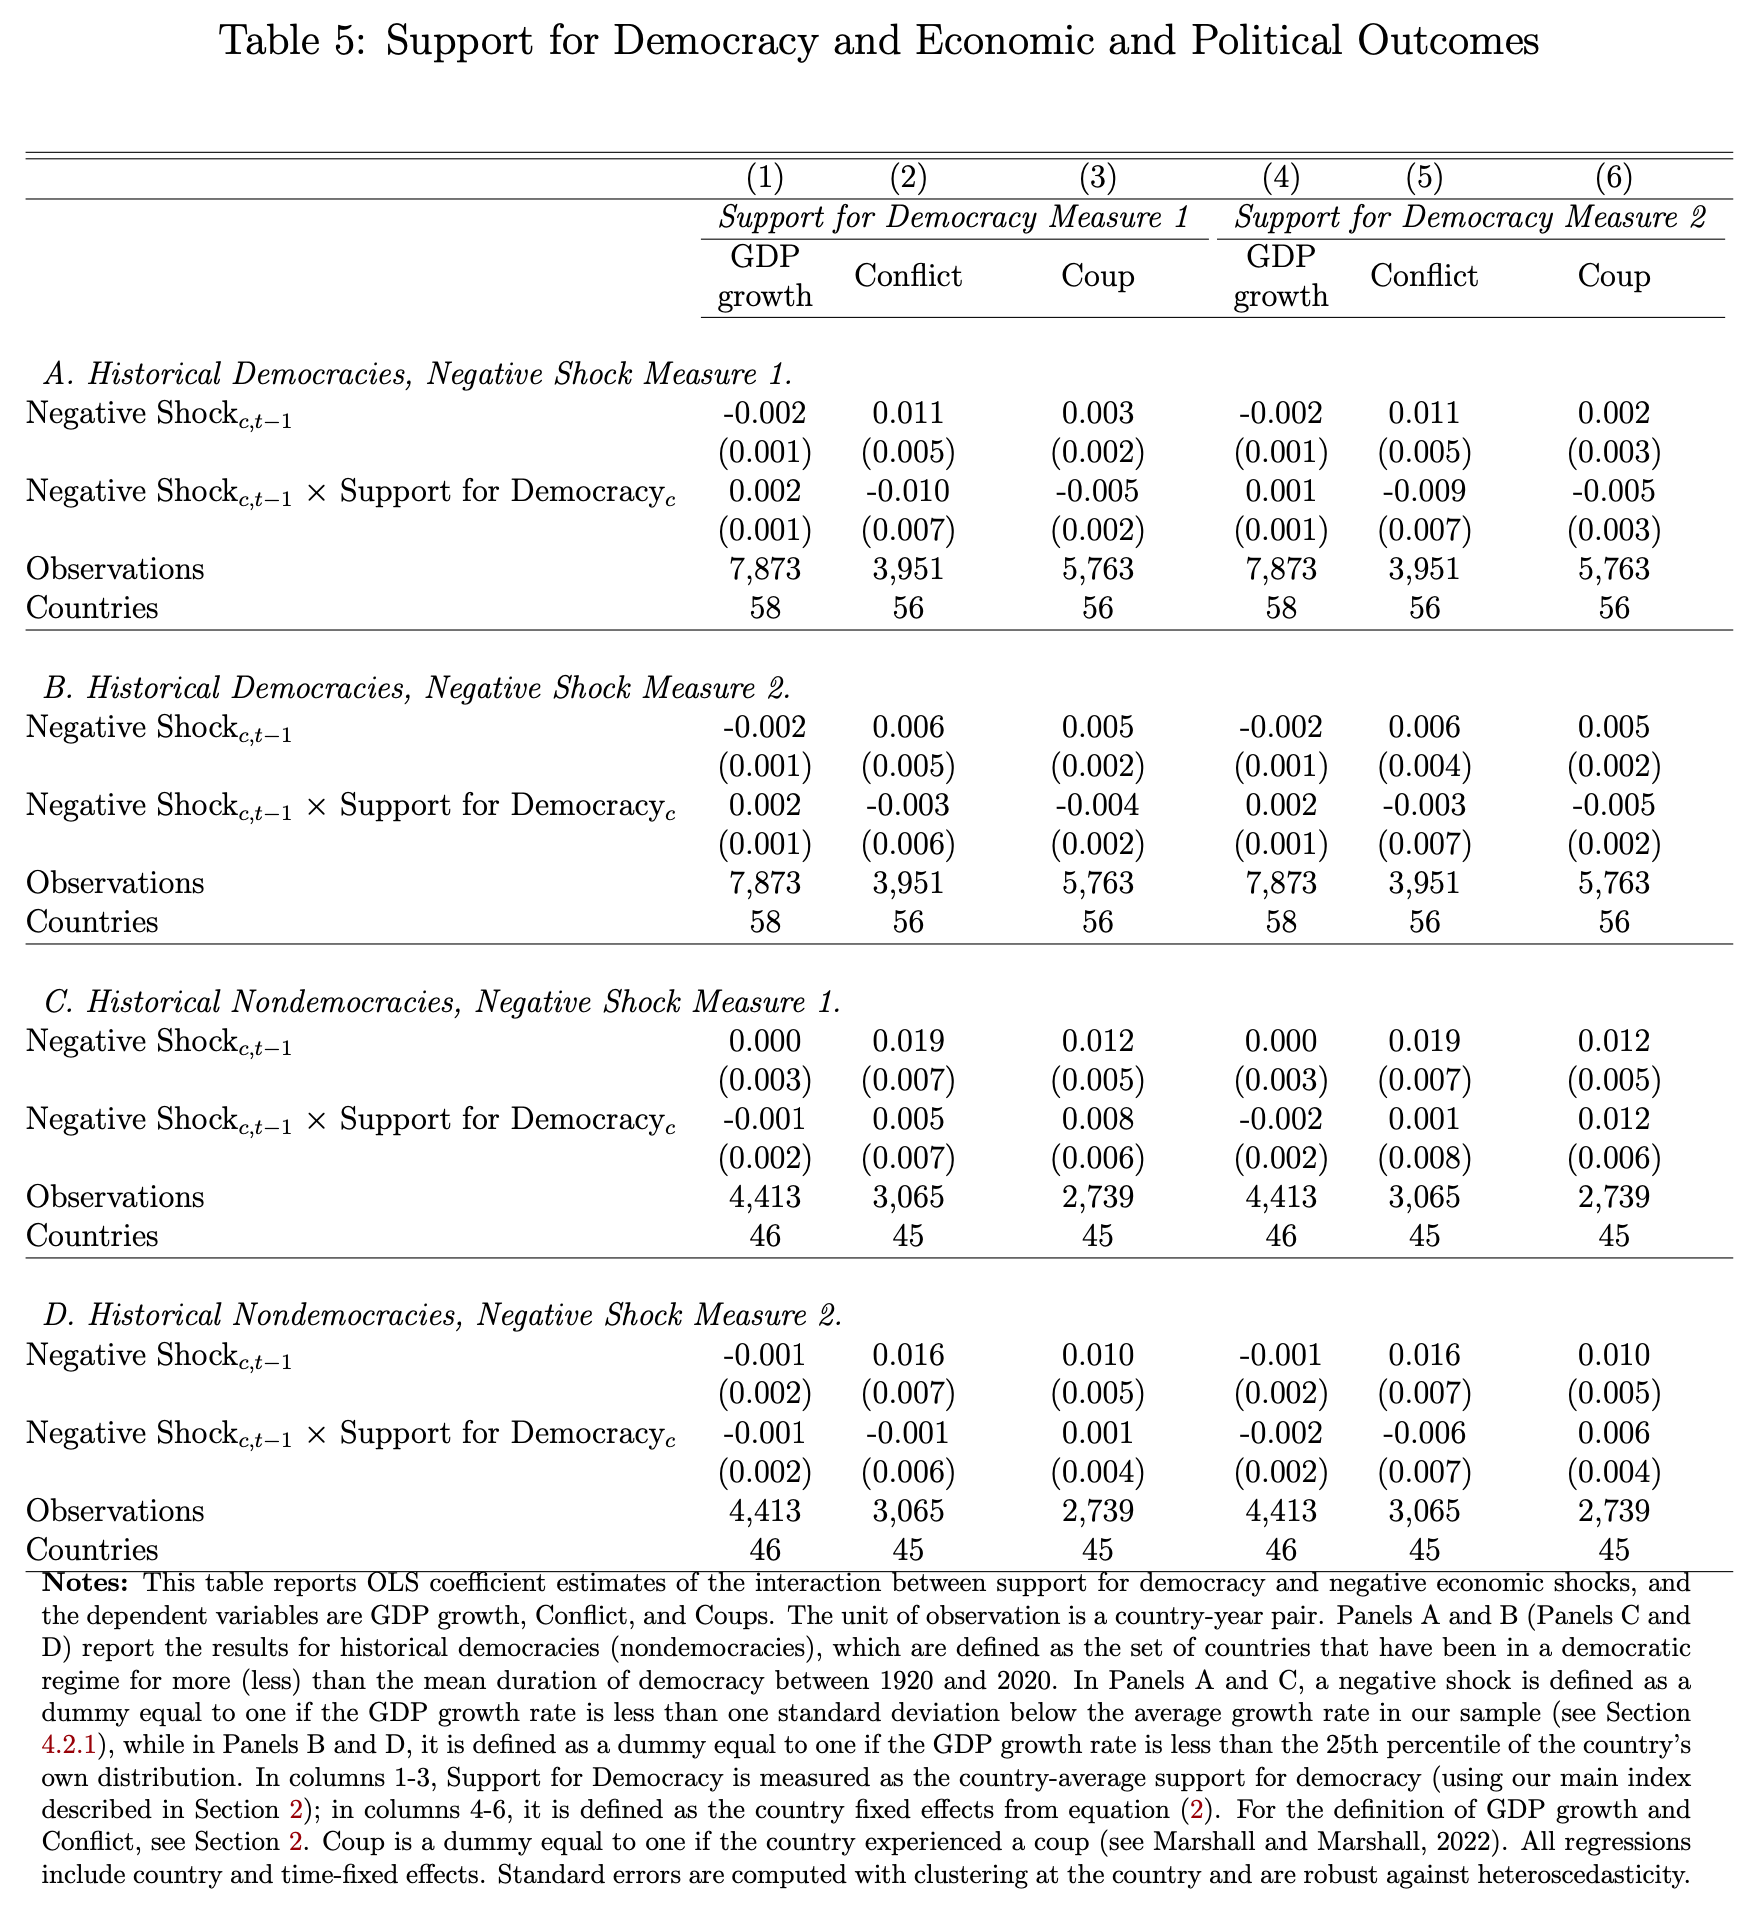 Table 5: Support for Democracy and Economic and Political Outcomes
(1) (2) (3) (4) (5) (6)
Support for Democracy Measure 1 Support for Democracy Measure 2
GDP growth Conflict Coup GDP growth Conflict Coup
A. Historical Democracies, Negative Shock Measure 1.
Negative Shock_{c,t−1} -0.002 0.011 0.003 -0.002 0.011 0.002
(0.001) (0.005) (0.002) (0.001) (0.005) (0.003)
Negative Shock_{c,t−1} × Support for Democracy_c 0.002 -0.010 -0.005 0.001 -0.009 -0.005
(0.001) (0.007) (0.002) (0.001) (0.007) (0.003)
Observations 7,873 3,951 5,763 7,873 3,951 5,763
Countries 58 56 56 58 56 56
B. Historical Democracies, Negative Shock Measure 2.
Negative Shock_{c,t−1} -0.002 0.006 0.005 -0.002 0.006 0.005
(0.001) (0.005) (0.002) (0.001) (0.004) (0.002)
Negative Shock_{c,t−1} × Support for Democracy_c 0.002 -0.003 -0.004 0.002 -0.003 -0.005
(0.001) (0.006) (0.002) (0.001) (0.007) (0.002)
Observations 7,873 3,951 5,763 7,873 3,951 5,763
Countries 58 56 56 58 56 56
C. Historical Nondemocracies, Negative Shock Measure 1.
Negative Shock_{c,t−1} 0.000 0.019 0.012 0.000 0.019 0.012
(0.003) (0.007) (0.005) (0.003) (0.007) (0.005)
Negative Shock_{c,t−1} × Support for Democracy_c -0.001 0.005 0.008 -0.002 0.001 0.012
(0.002) (0.007) (0.006) (0.002) (0.008) (0.006)
Observations 4,413 3,065 2,739 4,413 3,065 2,739
Countries 46 45 45 46 45 45
D. Historical Nondemocracies, Negative Shock Measure 2.
Negative Shock_{c,t−1} -0.001 0.016 0.010 -0.001 0.016 0.010
(0.002) (0.007) (0.005) (0.002) (0.007) (0.005)
Negative Shock_{c,t−1} × Support for Democracy_c -0.001 -0.001 0.001 -0.002 -0.006 0.006
(0.002) (0.006) (0.004) (0.002) (0.007) (0.004)
Observations 4,413 3,065 2,739 4,413 3,065 2,739
Countries 46 45 45 46 45 45
Notes: This table reports OLS coefficient estimates of the interaction between support for democracy and negative economic shocks, and
the dependent variables are GDP growth, Conflict, and Coups. The unit of observation is a country-year pair. Panels A and B (Panels C and
D) report the results for historical democracies (nondemocracies), which are defined as the set of countries that have been in a democratic
regime for more (less) than the mean duration of democracy between 1920 and 2020. In Panels A and C, a negative shock is defined as a
dummy equal to one if the GDP growth rate is less than one standard deviation below the average growth rate in our sample (see Section
4.2.1), while in Panels B and D, it is defined as a dummy equal to one if the GDP growth rate is less than the 25th percentile of the country's
own distribution. In columns 1-3, Support for Democracy is measured as the country-average support for democracy (using our main index
described in Section 2); in columns 4-6, it is defined as the country fixed effects from equation (2). For the definition of GDP growth and
Conflict, see Section 2. Coup is a dummy equal to one if the country experienced a coup (see Marshall and Marshall, 2022). All regressions
include country and time-fixed effects. Standard errors are computed with clustering at the country and are robust against heteroscedasticity.